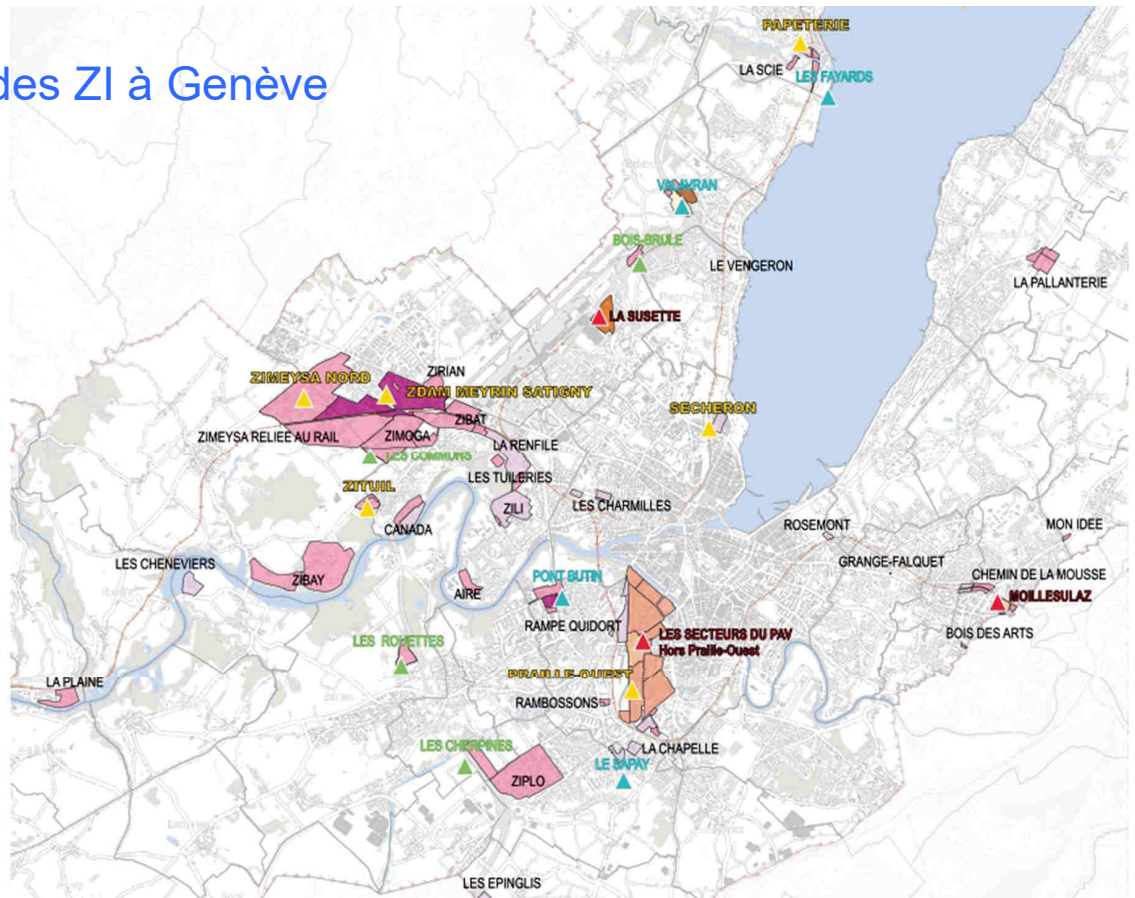 des ZI à Genève
PAPETERIE
LA SCIE
LES FAYARDS
VALAVRAN
BOIS-BRULE
LE VENGERON
LA PALLANTERIE
LA SUSETTE
ZIRIAN
ZIMEYSA NORD
ZDAM MEYRIN SATIGNY
SECHERON
ZIBAT
ZIMEYSA RELIEE AU RAIL
ZIMOGA
LA RENFILE
LES COMMUNS
LES TUILERIES
ZITUIL
ZILI
LES CHARMILLES
CANADA
ROSEMONT
MON IDEE
LES CHENEVIERS
GRANGE-FALQUET
ZIBAY
PONT BUTIN
CHEMIN DE LA MOUSSE
AIRE
MOILLESULAZ
RAMPE QUIDORT
LES SECTEURS DU PAV
Hors Praille-Ouest
BOIS DES ARTS
LES ROUETTES
PRAILLE-OUEST
LA PLAINE
RAMBOSSONS
LES CHERPINES
LA CHAPELLE
LE SAPAY
ZIPLO
LES EPINGLIS